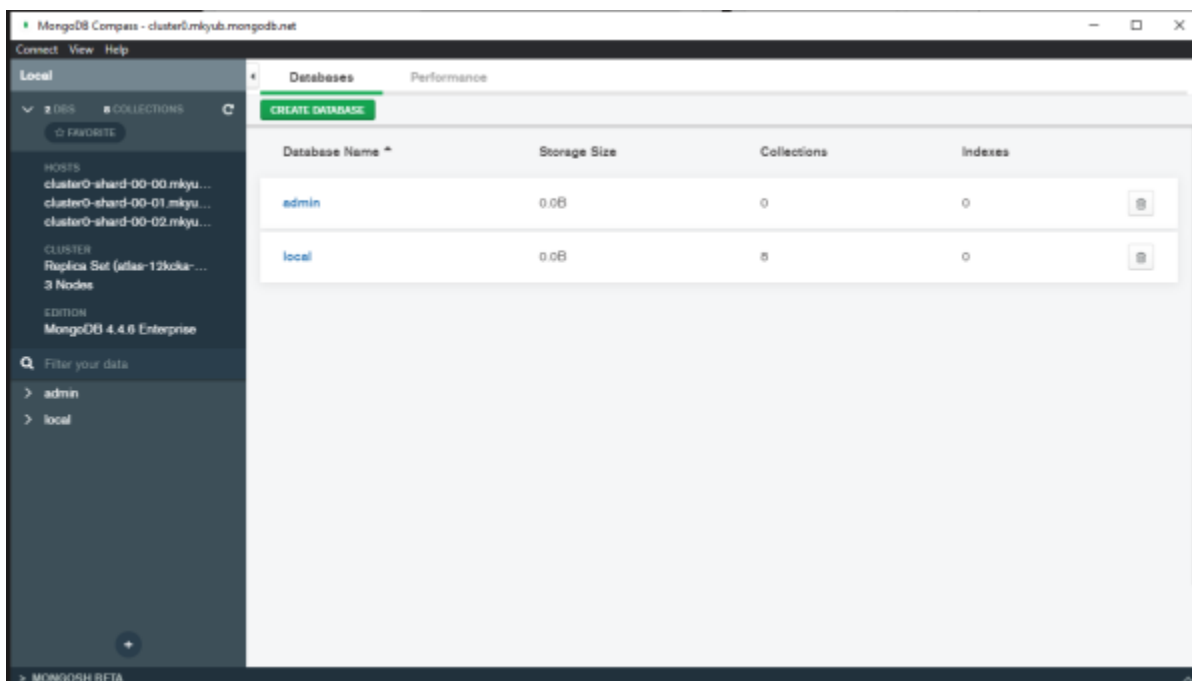 MongoDB Compass - cluster0.mkyub.mongodb.net
Connect View Help
Local
2 DBS 8 COLLECTIONS
FAVORITE
HOSTS
cluster0-shard-00-00.mkyu...
cluster0-shard-00-01.mkyu...
cluster0-shard-00-02.mkyu...
CLUSTER
Replica Set (atlas-12kcka-...
3 Nodes
EDITION
MongoDB 4.4.6 Enterprise
Filter your data
admin
local
> MONGOSH BETA
Databases Performance
CREATE DATABASE
Database Name Storage Size Collections Indexes
admin 0.0B 0 0
local 0.0B 8 0